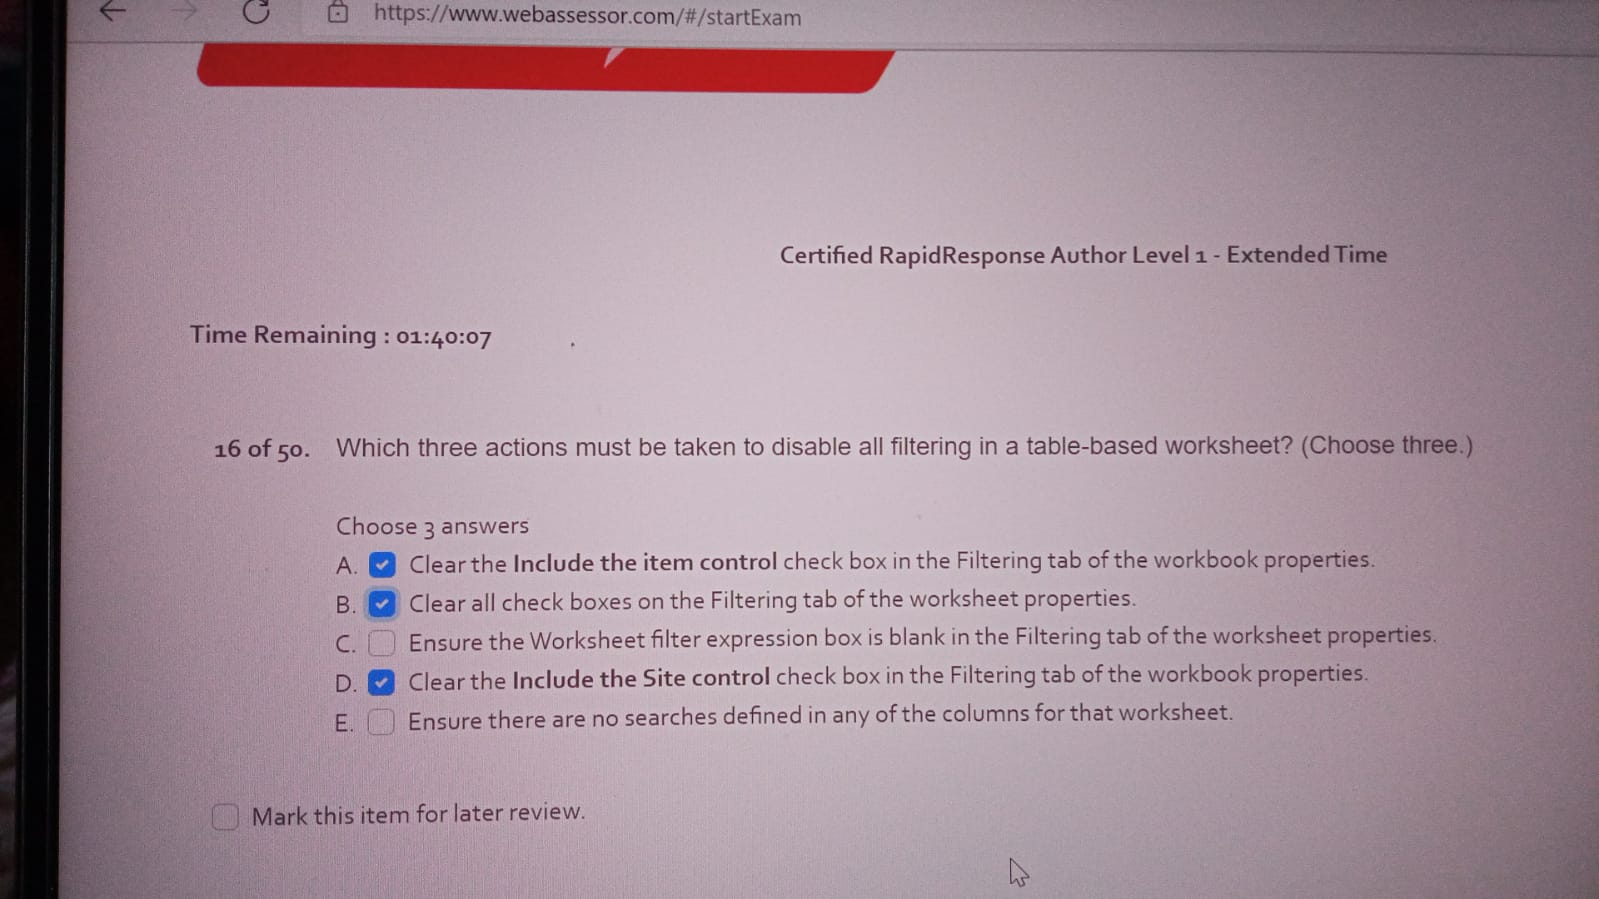 https://www.webassessor.com/#/startExam
Certified RapidResponse Author Level 1 - Extended Time
Time Remaining : 01:40:07
16 of 50. Which three actions must be taken to disable all filtering in a table-based worksheet? (Choose three.)
Choose 3 answers
A. Clear the Include the item control check box in the Filtering tab of the workbook properties.
B. Clear all check boxes on the Filtering tab of the worksheet properties.
C. Ensure the Worksheet filter expression box is blank in the Filtering tab of the worksheet properties.
D. Clear the Include the Site control check box in the Filtering tab of the workbook properties.
E. Ensure there are no searches defined in any of the columns for that worksheet.
Mark this item for later review.